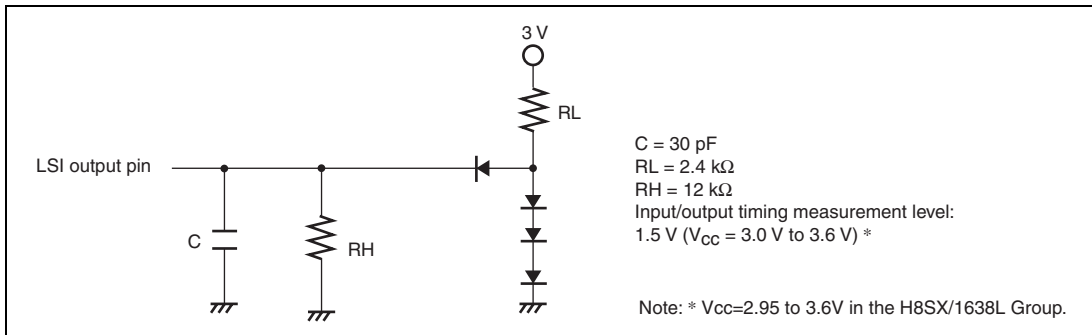 3 V
RL
LSI output pin
C
RH
C = 30 pF
RL = 2.4 kΩ
RH = 12 kΩ
Input/output timing measurement level:
1.5 V (VCC = 3.0 V to 3.6 V) *
Note: * Vcc=2.95 to 3.6V in the H8SX/1638L Group.